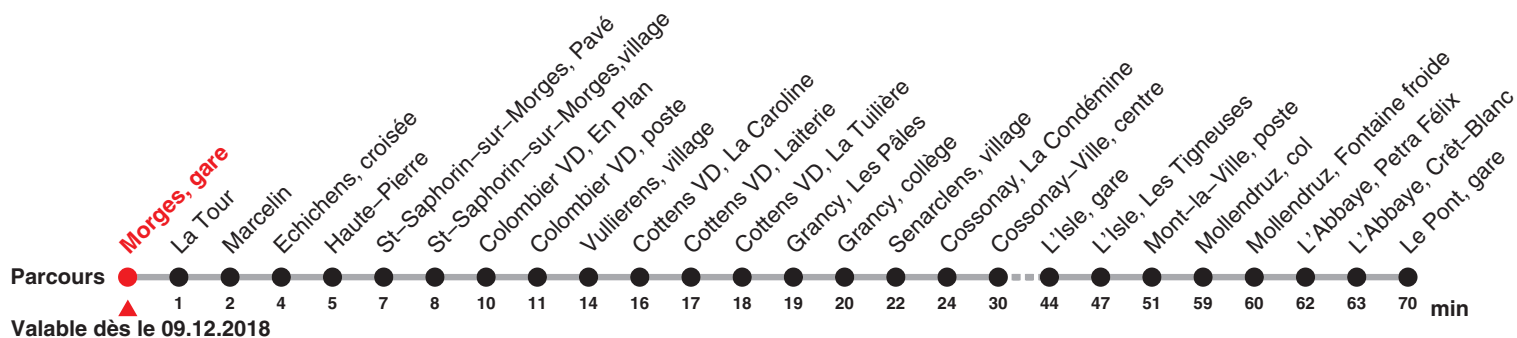 Morges, gare
La Tour
Marcelin
Echichens, croisée
Haute–Pierre
St–Saphorin–sur–Morges, Pavé
St–Saphorin–sur–Morges,village
Colombier VD, En Plan
Colombier VD, poste
Vullierens, village
Cottens VD, La Caroline
Cottens VD, Laiterie
Cottens VD, La Tuilière
Grancy, Les Pâles
Grancy, collège
Senarclens, village
Cossonay, La Condémine
Cossonay–Ville, centre
L'Isle, gare
L'Isle, Les Tigneuses
Mont–la–Ville, poste
Mollendruz, col
Mollendruz, Fontaine froide
L'Abbaye, Petra Félix
L'Abbaye, Crêt–Blanc
Le Pont, gare
Parcours
1 2 4 5 7 8 10 11 14 16 17 18 19 20 22 24 30 44 47 51 59 60 62 63 70 min
Valable dès le 09.12.2018